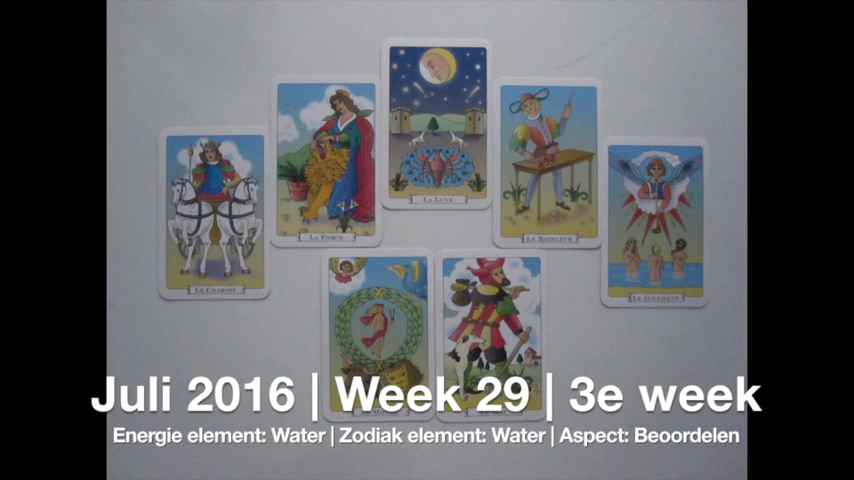 LA LUNE
LA FORCE
LE BATELEUR
LE CHARIOT
LE JUGEMENT
Juli 2016 | Week 29 | 3e week
Energie element: Water | Zodiak element: Water | Aspect: Beoordelen